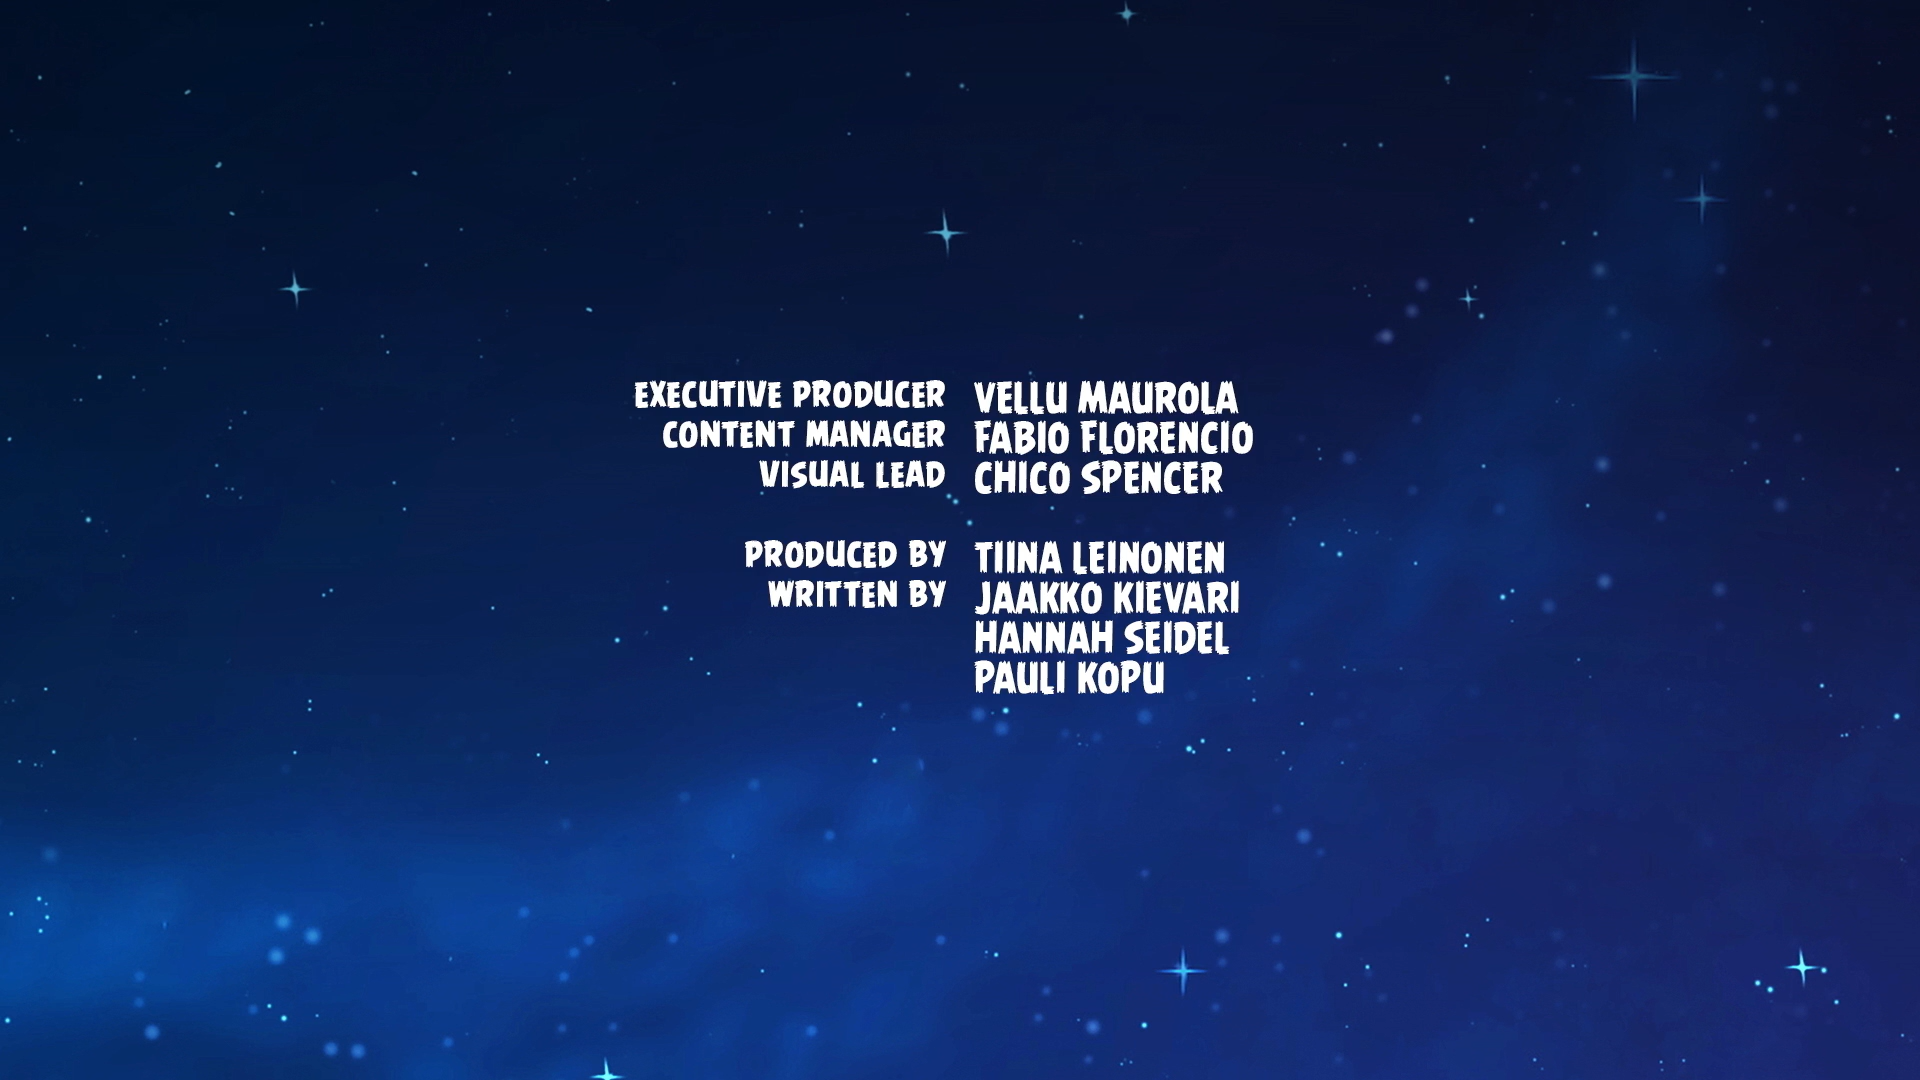 EXECUTIVE PRODUCER VELLU MAUROLA
CONTENT MANAGER FABIO FLORENCIO
VISUAL LEAD CHICO SPENCER
PRODUCED BY TIINA LEINONEN
WRITTEN BY JAAKKO KIEVARI
HANNAH SEIDEL
PAULI KOPU